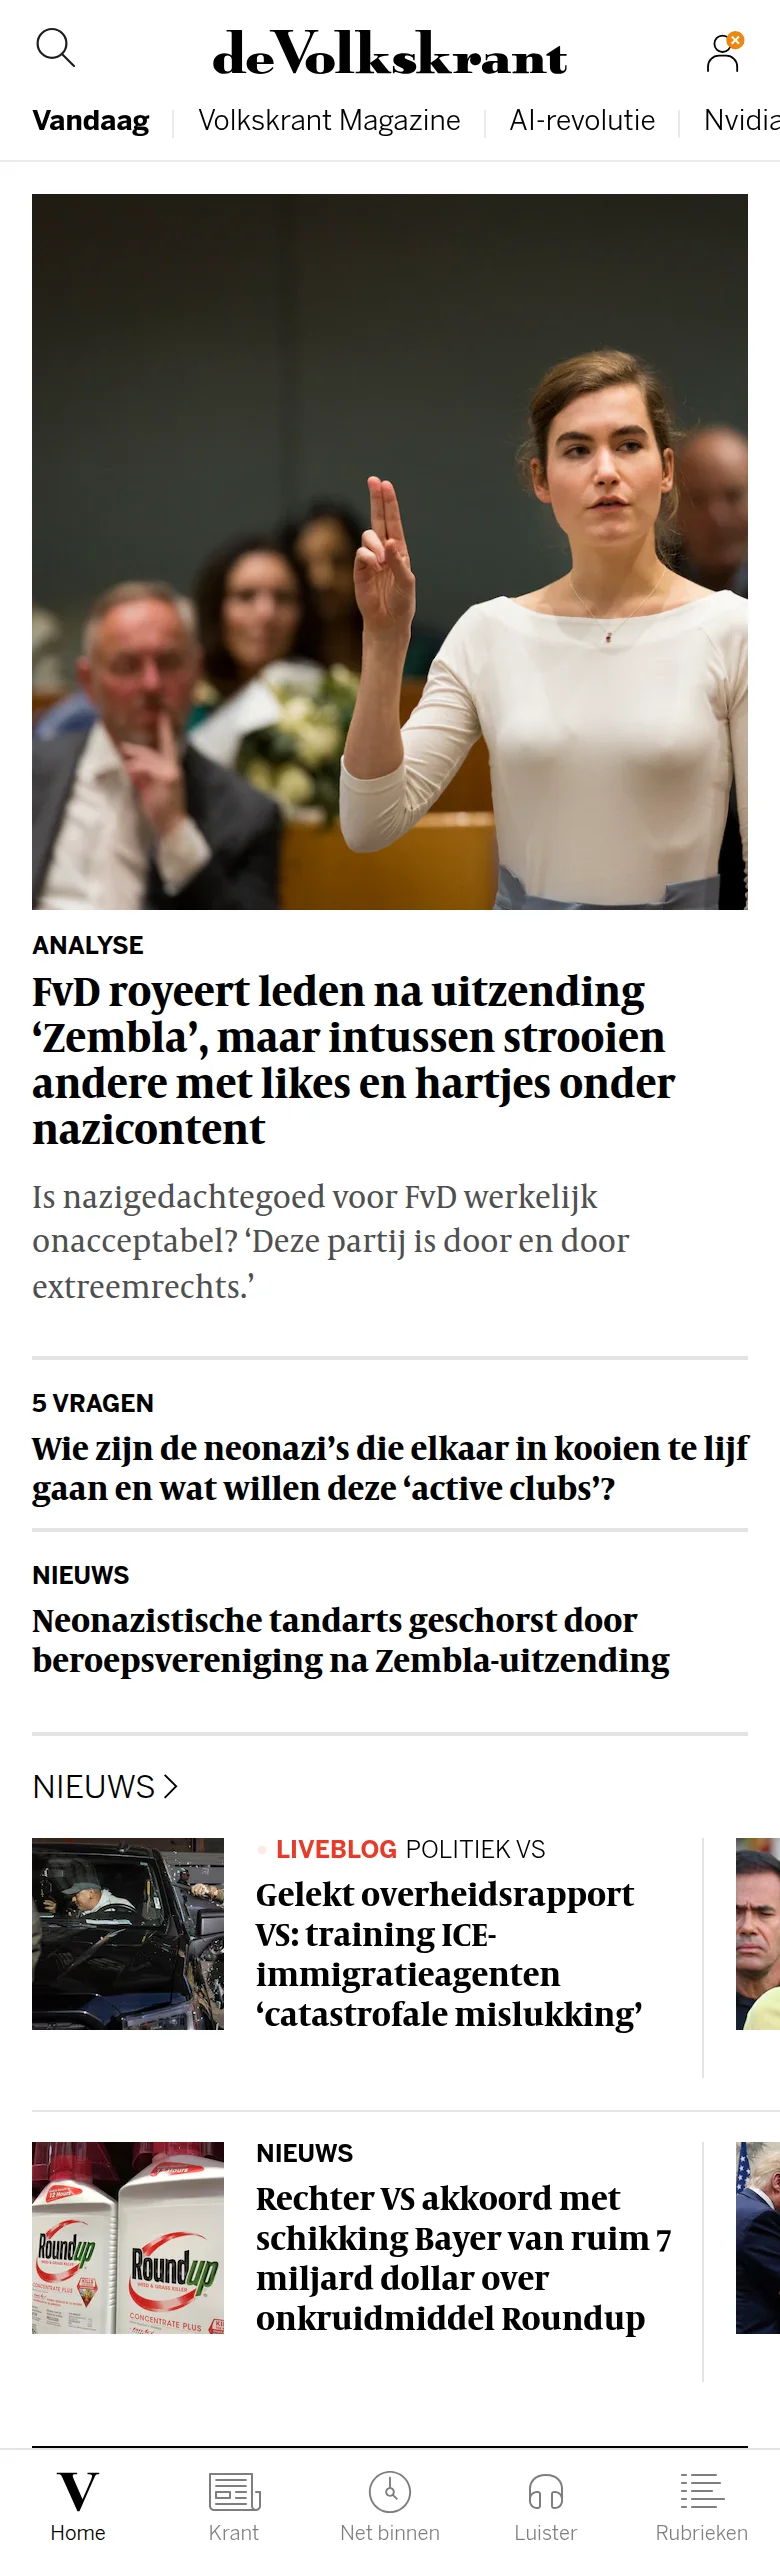 deVolkskrant
Vandaag
Volkskrant Magazine
AI-revolutie
Nvidia
ANALYSE
FvD royeert leden na uitzending
‘Zembla’, maar intussen strooien
andere met likes en hartjes onder
nazicontent
Is nazigedachtegoed voor FvD werkelijk
onacceptabel? ‘Deze partij is door en door
extreemrechts.’
5 VRAGEN
Wie zijn de neonazi’s die elkaar in kooien te lijf
gaan en wat willen deze ‘active clubs’?
NIEUWS
Neonazistische tandarts geschorst door
beroepsvereniging na Zembla-uitzending
NIEUWS
LIVEBLOG POLITIEK VS
Gelekt overheidsrapport
VS: training ICE-
immigratieagenten
‘catastrofale mislukking’
Roundup
Roundup
WEED & GRASS KILLER
CONCENTRATE PLUS
CONCENTRATE PLUS
NIEUWS
Rechter VS akkoord met
schikking Bayer van ruim 7
miljard dollar over
onkruidmiddel Roundup
Home
Krant
Net binnen
Luister
Rubrieken